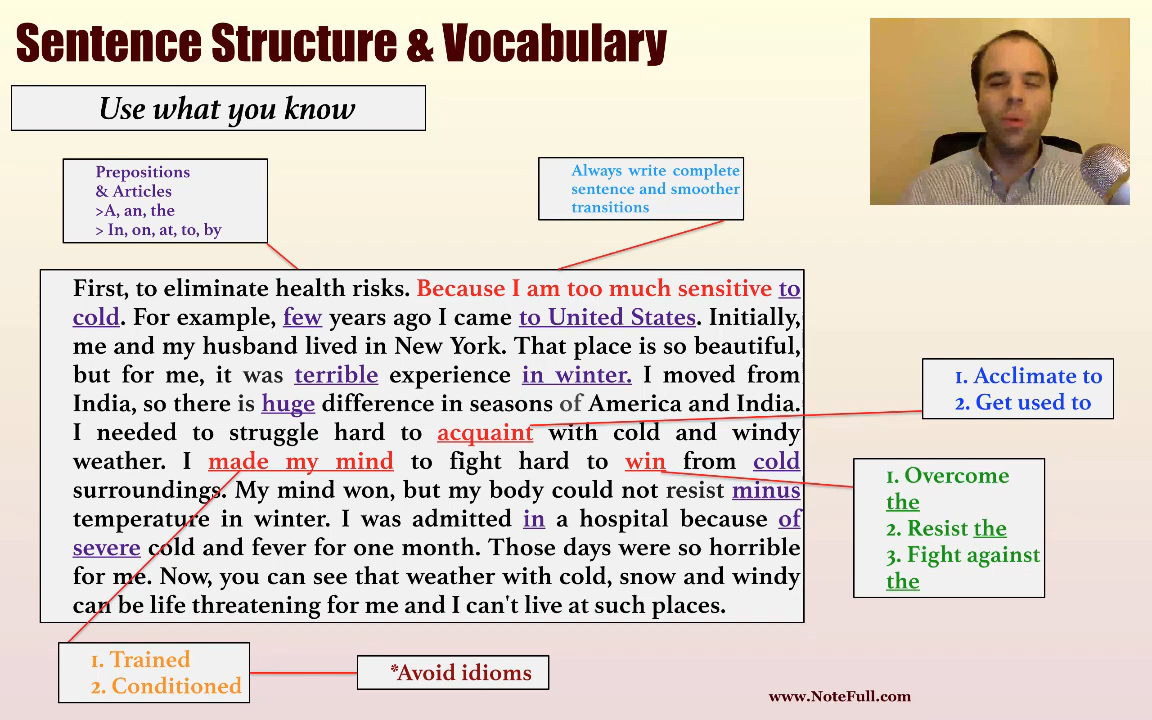 Sentence Structure & Vocabulary
Use what you know
Prepositions
& Articles
>A, an, the
> In, on, at, to, by
Always write complete
sentence and smoother
transitions
First, to eliminate health risks. Because I am too much sensitive to
cold. For example, few years ago I came to United States. Initially,
me and my husband lived in New York. That place is so beautiful,
but for me, it was terrible experience in winter. I moved from
India, so there is huge difference in seasons of America and India.
I needed to struggle hard to acquaint with cold and windy
weather. I made my mind to fight hard to win from cold
surroundings. My mind won, but my body could not resist minus
temperature in winter. I was admitted in a hospital because of
severe cold and fever for one month. Those days were so horrible
for me. Now, you can see that weather with cold, snow and windy
can be life threatening for me and I can't live at such places.
1. Acclimate to
2. Get used to
1. Overcome
the
2. Resist the
3. Fight against
the
1. Trained
2. Conditioned
*Avoid idioms
www.NoteFull.com